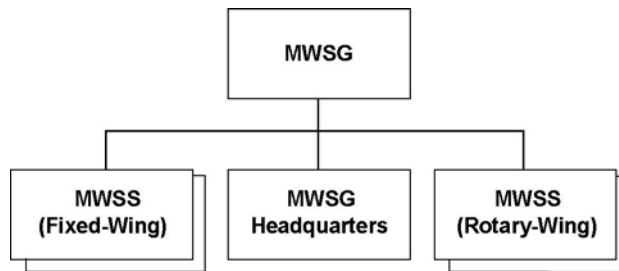 MWSG
MWSS
(Fixed-Wing)
MWSG
Headquarters
MWSS
(Rotary-Wing)